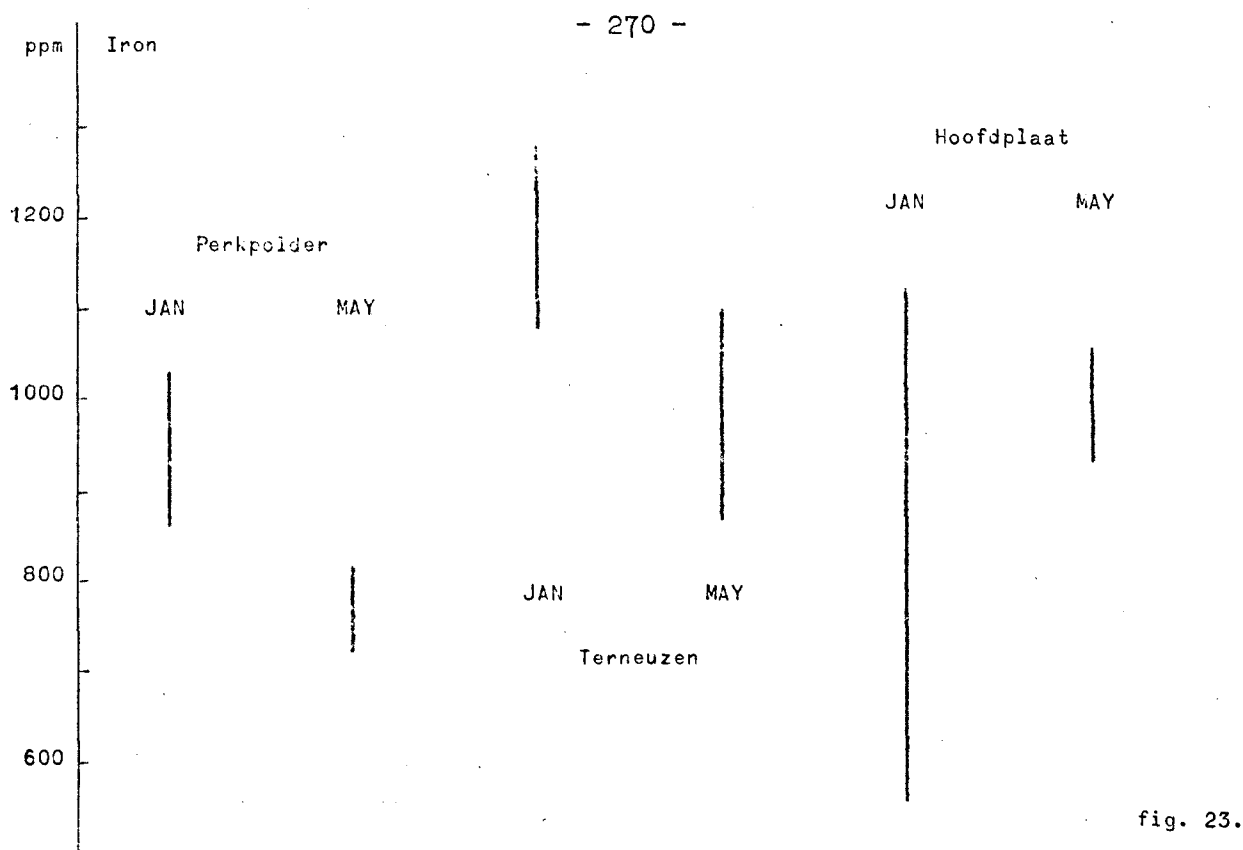 - 270 -
ppm Iron
Hoofdplaat
1200
JAN MAY
Perkpolder
JAN MAY
1000
800
JAN MAY
Terneuzen
600
fig. 23.